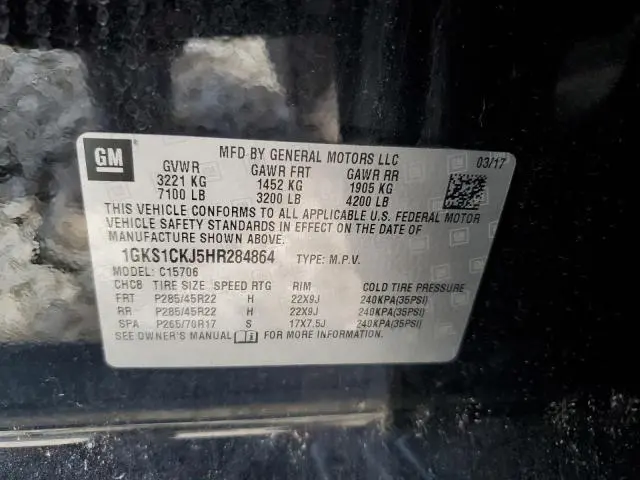 GM
MFD BY GENERAL MOTORS LLC
03/17
GVWR GAWR FRT GAWR RR
3221 KG 1452 KG 1905 KG
7100 LB 3200 LB 4200 LB
THIS VEHICLE CONFORMS TO ALL APPLICABLE U.S. FEDERAL MOTOR
VEHICLE SAFETY STANDARDS IN EFFECT ON THE DATE OF
MANUFACTURE SHOWN ABOVE.
1GKS1CKJ5HR284864 TYPE: M.P.V.
MODEL: C15706
CHCB TIRE SIZE SPEED RTG RIM COLD TIRE PRESSURE
FRT P285/45R22 H 22X9J 240KPA(35PSI)
RR P285/45R22 H 22X9J 240KPA(35PSI)
SPA P265/70R17 S 17X7.5J 240KPA(35PSI)
SEE OWNER'S MANUAL FOR MORE INFORMATION.